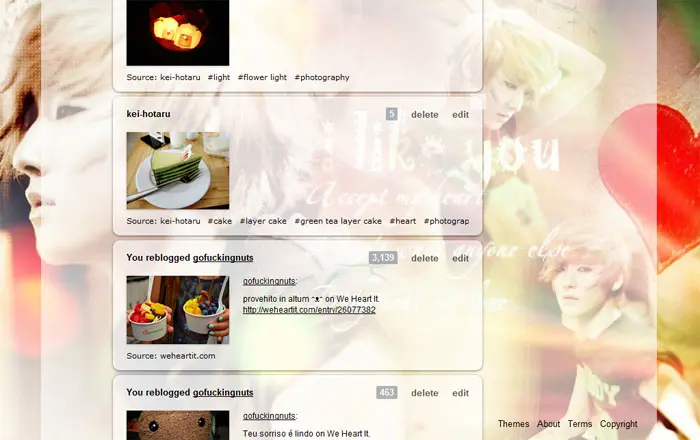 Source: kei-hotaru #light #flower light #photography
kei-hotaru 5 delete edit
i like you
Accept my heart
Source: kei-hotaru #cake #layer cake #green tea layer cake #heart #photograp
anyone else
You reblogged gofuckingnuts 3,139 delete edit
gofuckingnuts:
provehito in altum ^ᴥ^ on We Heart It.
http://weheartit.com/entry/26077382
Source: weheartit.com
You reblogged gofuckingnuts 463 delete edit
gofuckingnuts:
Teu sorriso é lindo on We Heart It.
Themes About Terms Copyright